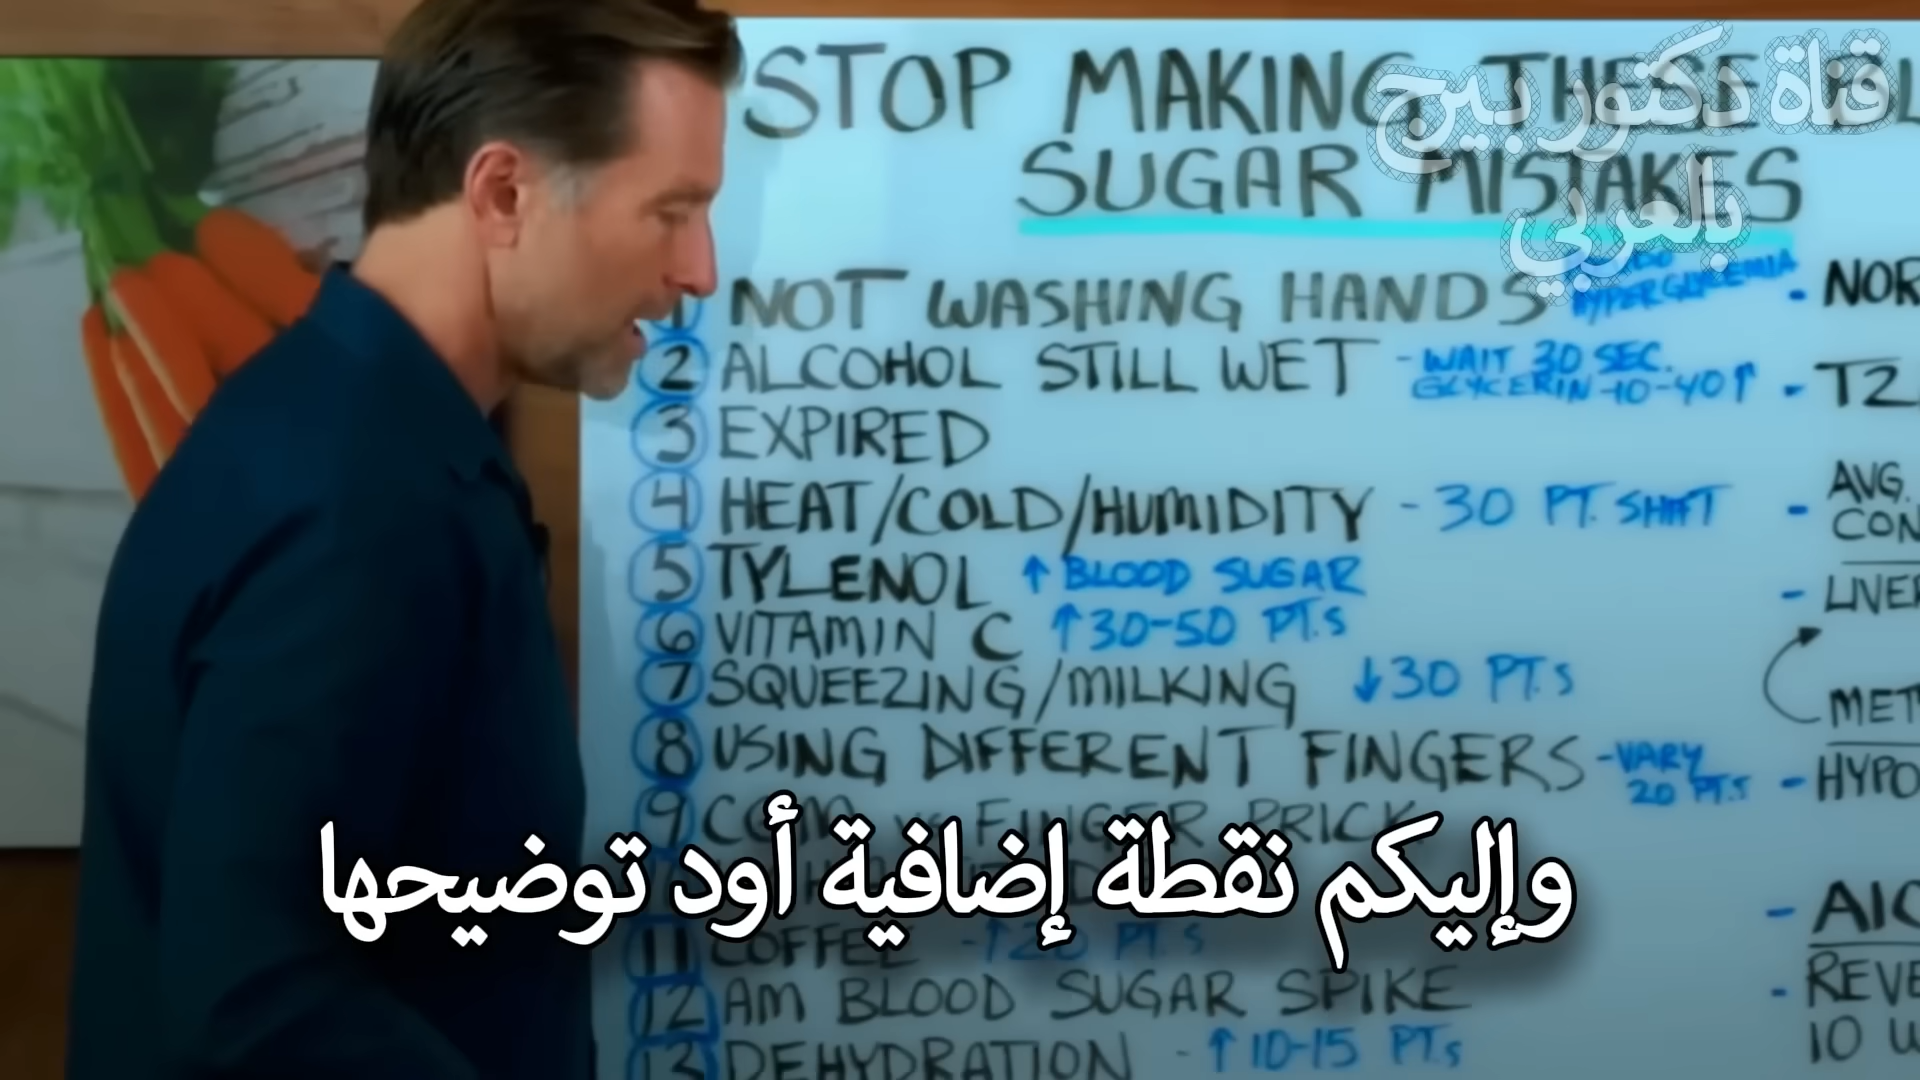 STOP MAKING THESE
SUGAR MISTAKES
قناة دكتور بيرج
بالعربي
1 NOT WASHING HANDS
HYPERGLYCEMIA
2 ALCOHOL STILL WET - WAIT 30 SEC.
GLYCERIN -10-40↑
3 EXPIRED
4 HEAT/COLD/HUMIDITY - 30 PT. SHIFT
5 TYLENOL ↑ BLOOD SUGAR
6 VITAMIN C ↑30-50 PT.S
7 SQUEEZING/MILKING ↓30 PT.S
8 USING DIFFERENT FINGERS - VARY
20 PT.S
9 FINGER PRICK
وإليكم نقطة إضافية أود توضيحها
11 COFFEE - ↑20 PT.S
12 AM BLOOD SUGAR SPIKE
13 DEHYDRATION - ↑10-15 PT.S
- NOR
- T2
- AVG.
CON
- LIVER
MET
- HYPO
- A1C
- REVE
10 W